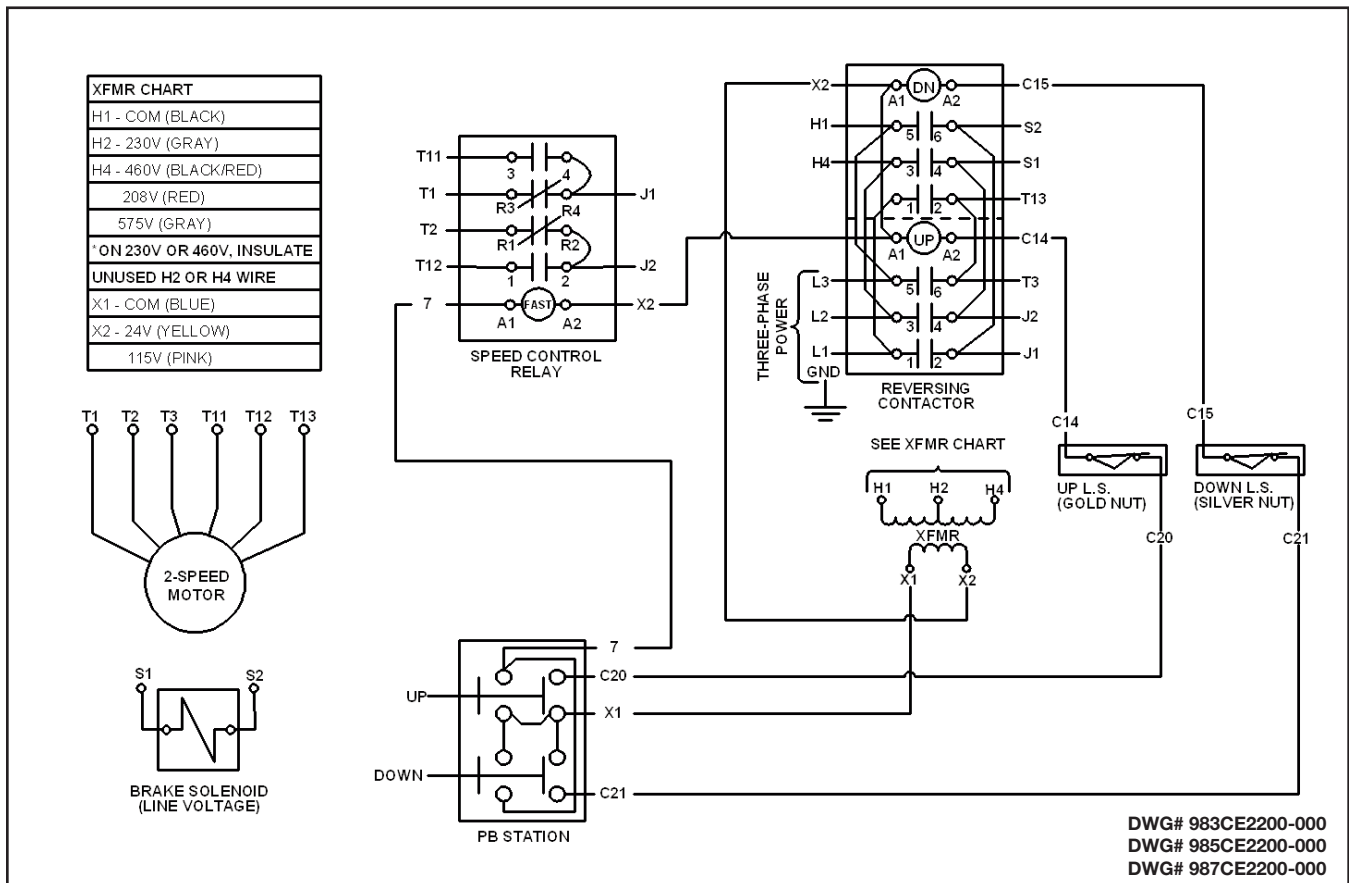 XFMR CHART
H1 - COM (BLACK)
H2 - 230V (GRAY)
H4 - 460V (BLACK/RED)
208V (RED)
575V (GRAY)
*ON 230V OR 460V, INSULATE
UNUSED H2 OR H4 WIRE
X1 - COM (BLUE)
X2 - 24V (YELLOW)
115V (PINK)
T1 T2 T3 T11 T12 T13
2-SPEED
MOTOR
S1 S2
BRAKE SOLENOID
(LINE VOLTAGE)
T11 3 4
T1 R3 R4 J1
T2 R1 R2
T12 1 2 J2
7 A1 FAST A2 X2
SPEED CONTROL
RELAY
X2 A1 DN A2 C15
H1 5 6 S2
H4 3 4 S1
1 2 T13
A1 UP A2 C14
L3 5 6 T3
L2 3 4 J2
L1 1 2 J1
THREE-PHASE
POWER
GND
REVERSING
CONTACTOR
C14
C15
UP L.S.
(GOLD NUT)
DOWN L.S.
(SILVER NUT)
C20
C21
SEE XFMR CHART
H1 H2 H4
XFMR
X1 X2
7
C20
UP
X1
DOWN
C21
PB STATION
DWG# 983CE2200-000
DWG# 985CE2200-000
DWG# 987CE2200-000